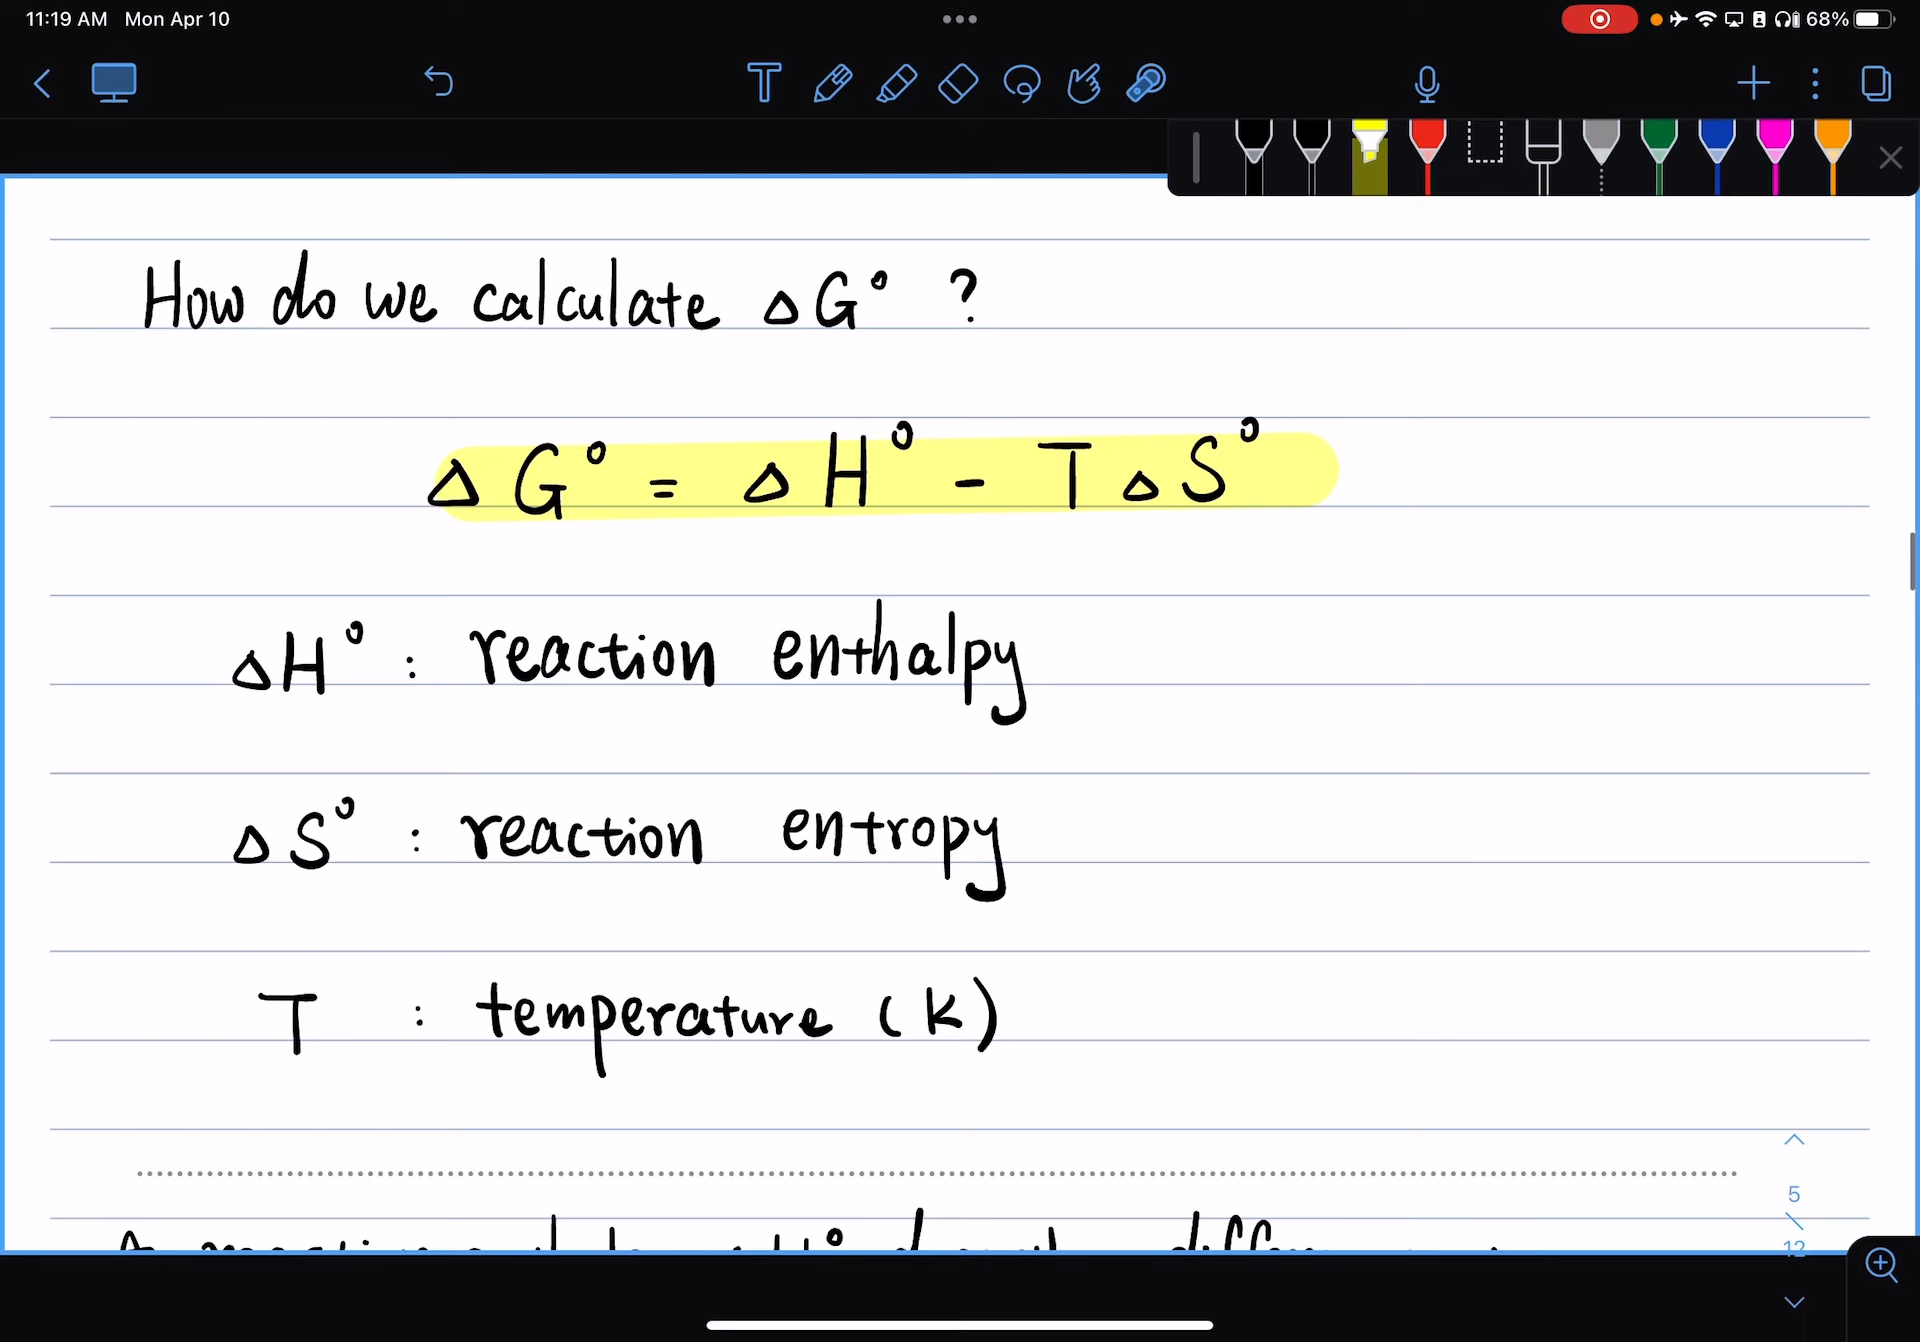 11:19 AM Mon Apr 10
68%
How do we calculate ΔG° ?
ΔG° = ΔH° - TΔS°
ΔH° : reaction enthalpy
ΔS° : reaction entropy
T : temperature (K)
5
12